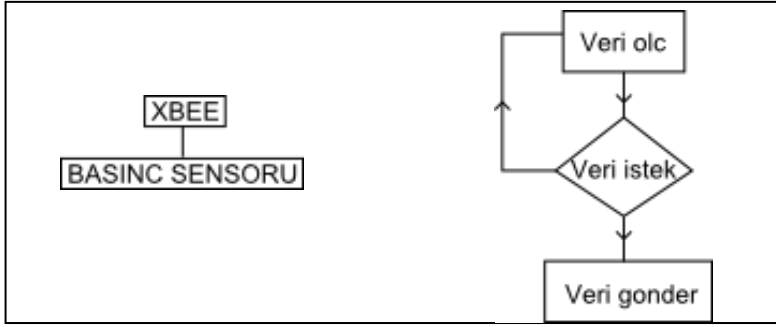 XBEE
BASINC SENSORU
Veri olc
Veri istek
Veri gonder